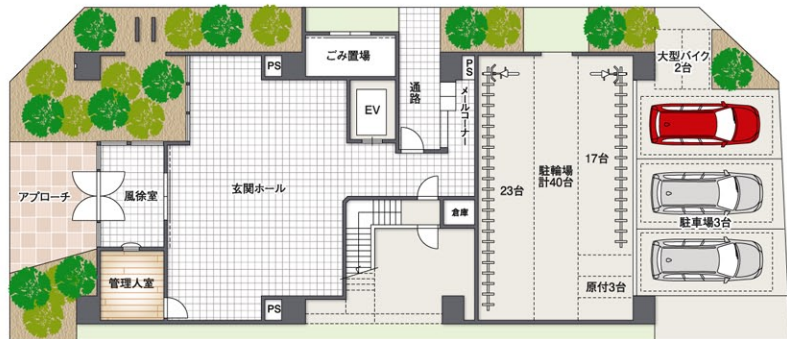 大型バイク
2台
PS
ごみ置場
PS
EV
通路
メールコーナー
17台
駐輪場
計40台
23台
アプローチ
風徐室
玄関ホール
倉庫
駐車場3台
管理人室
PS
原付3台